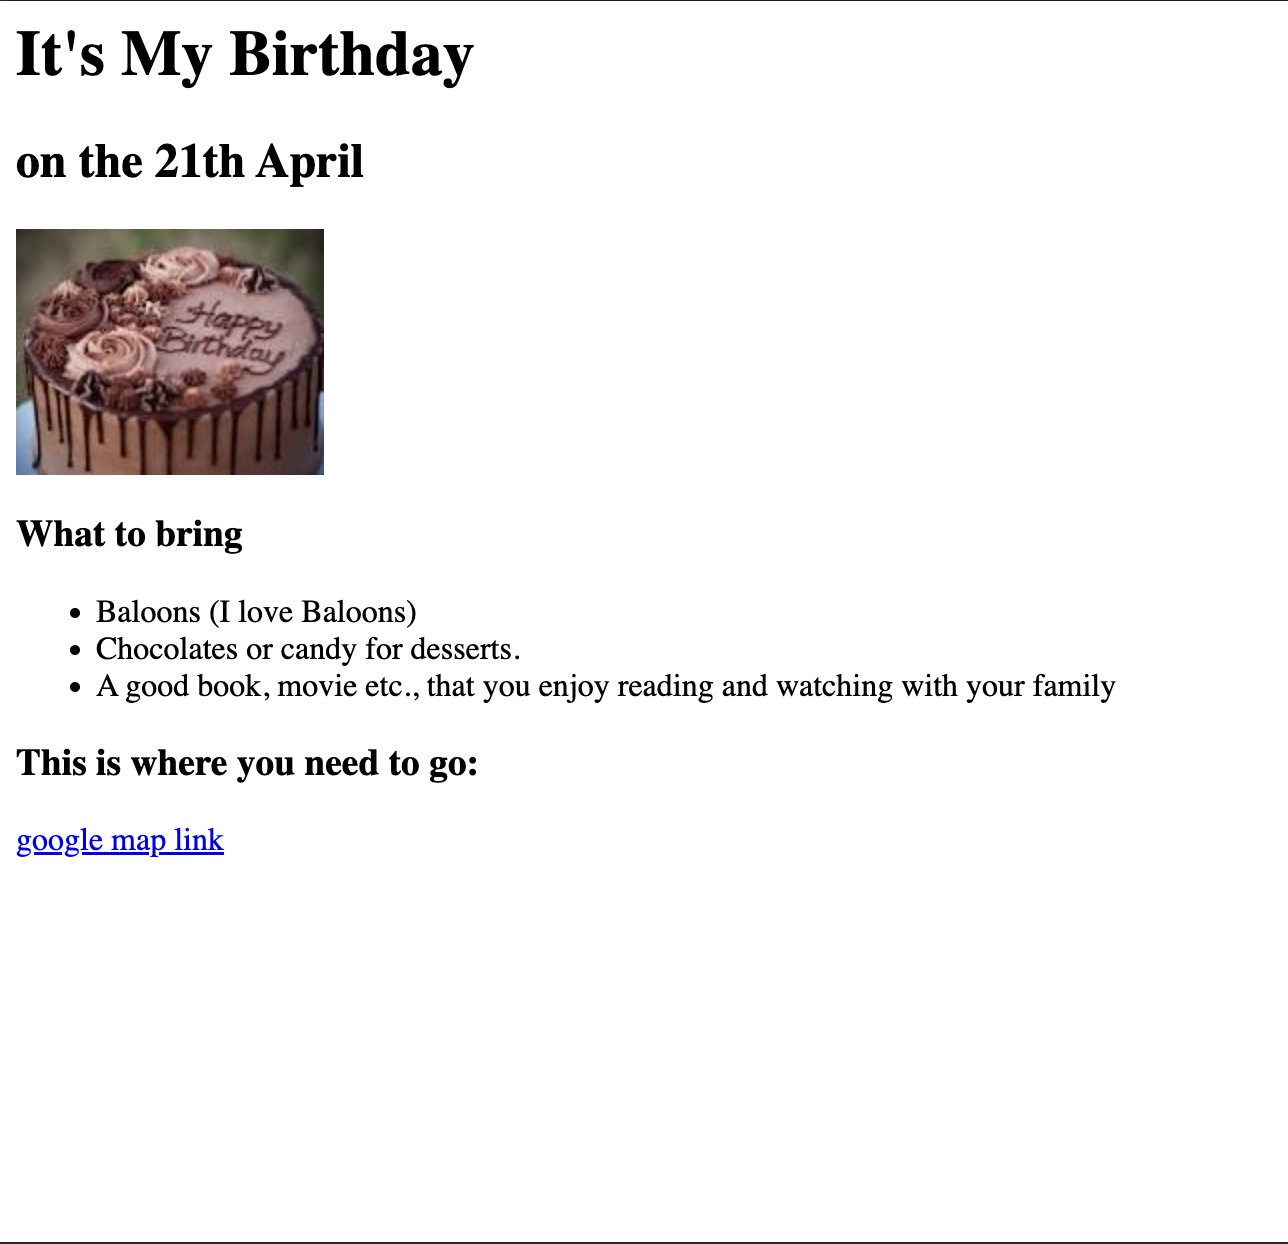 It's My Birthday
on the 21th April
Happy
Birthday
What to bring
Baloons (I love Baloons)
Chocolates or candy for desserts.
A good book, movie etc., that you enjoy reading and watching with your family
This is where you need to go:
google map link